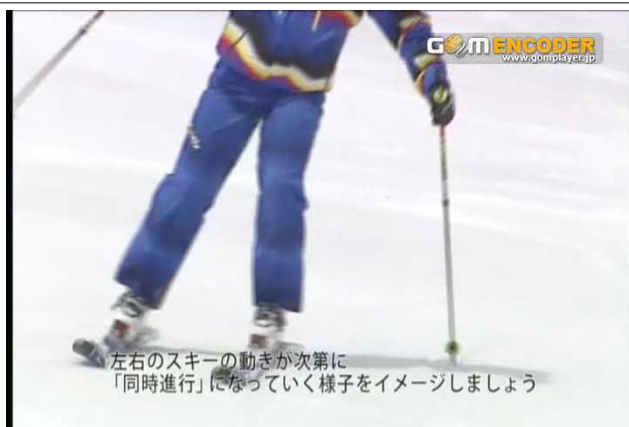 GOM ENCODER
www.gomplayer.jp
左右のスキーの動きが次第に
「同時進行」になっていく様子をイメージしましょう